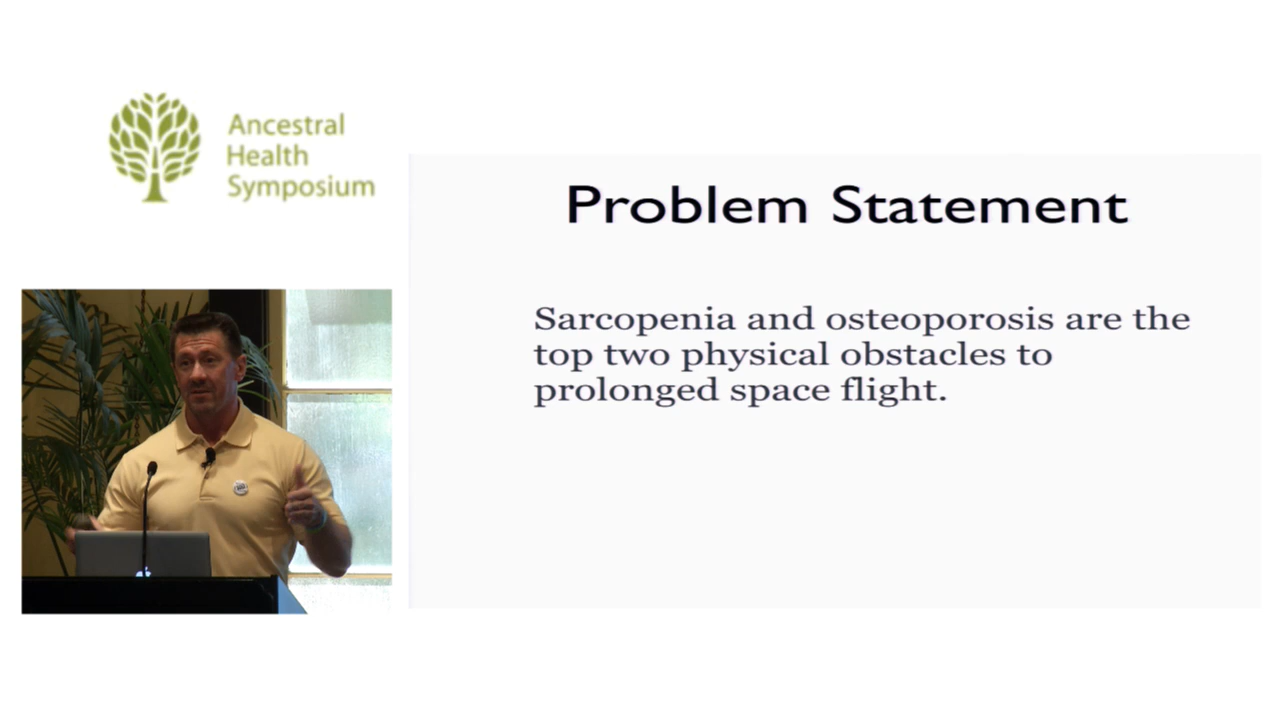 Ancestral
Health
Symposium
Problem Statement
Sarcopenia and osteoporosis are the
top two physical obstacles to
prolonged space flight.